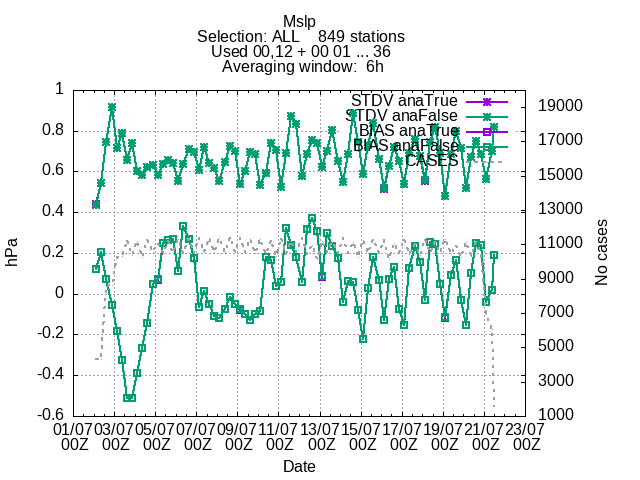 Mslp
Selection: ALL 849 stations
Used 00,12 + 00 01 ... 36
Averaging window: 6h
STDV anaTrue
STDV anaFalse
BIAS anaTrue
BIAS anaFalse
CASES
1
0.8
0.6
0.4
0.2
0
-0.2
-0.4
-0.6
hPa
19000
17000
15000
13000
11000
9000
7000
5000
3000
1000
No cases
01/07 03/07 05/07 07/07 09/07 11/07 13/07 15/07 17/07 19/07 21/07 23/07
00Z 00Z 00Z 00Z 00Z 00Z 00Z 00Z 00Z 00Z 00Z 00Z
Date